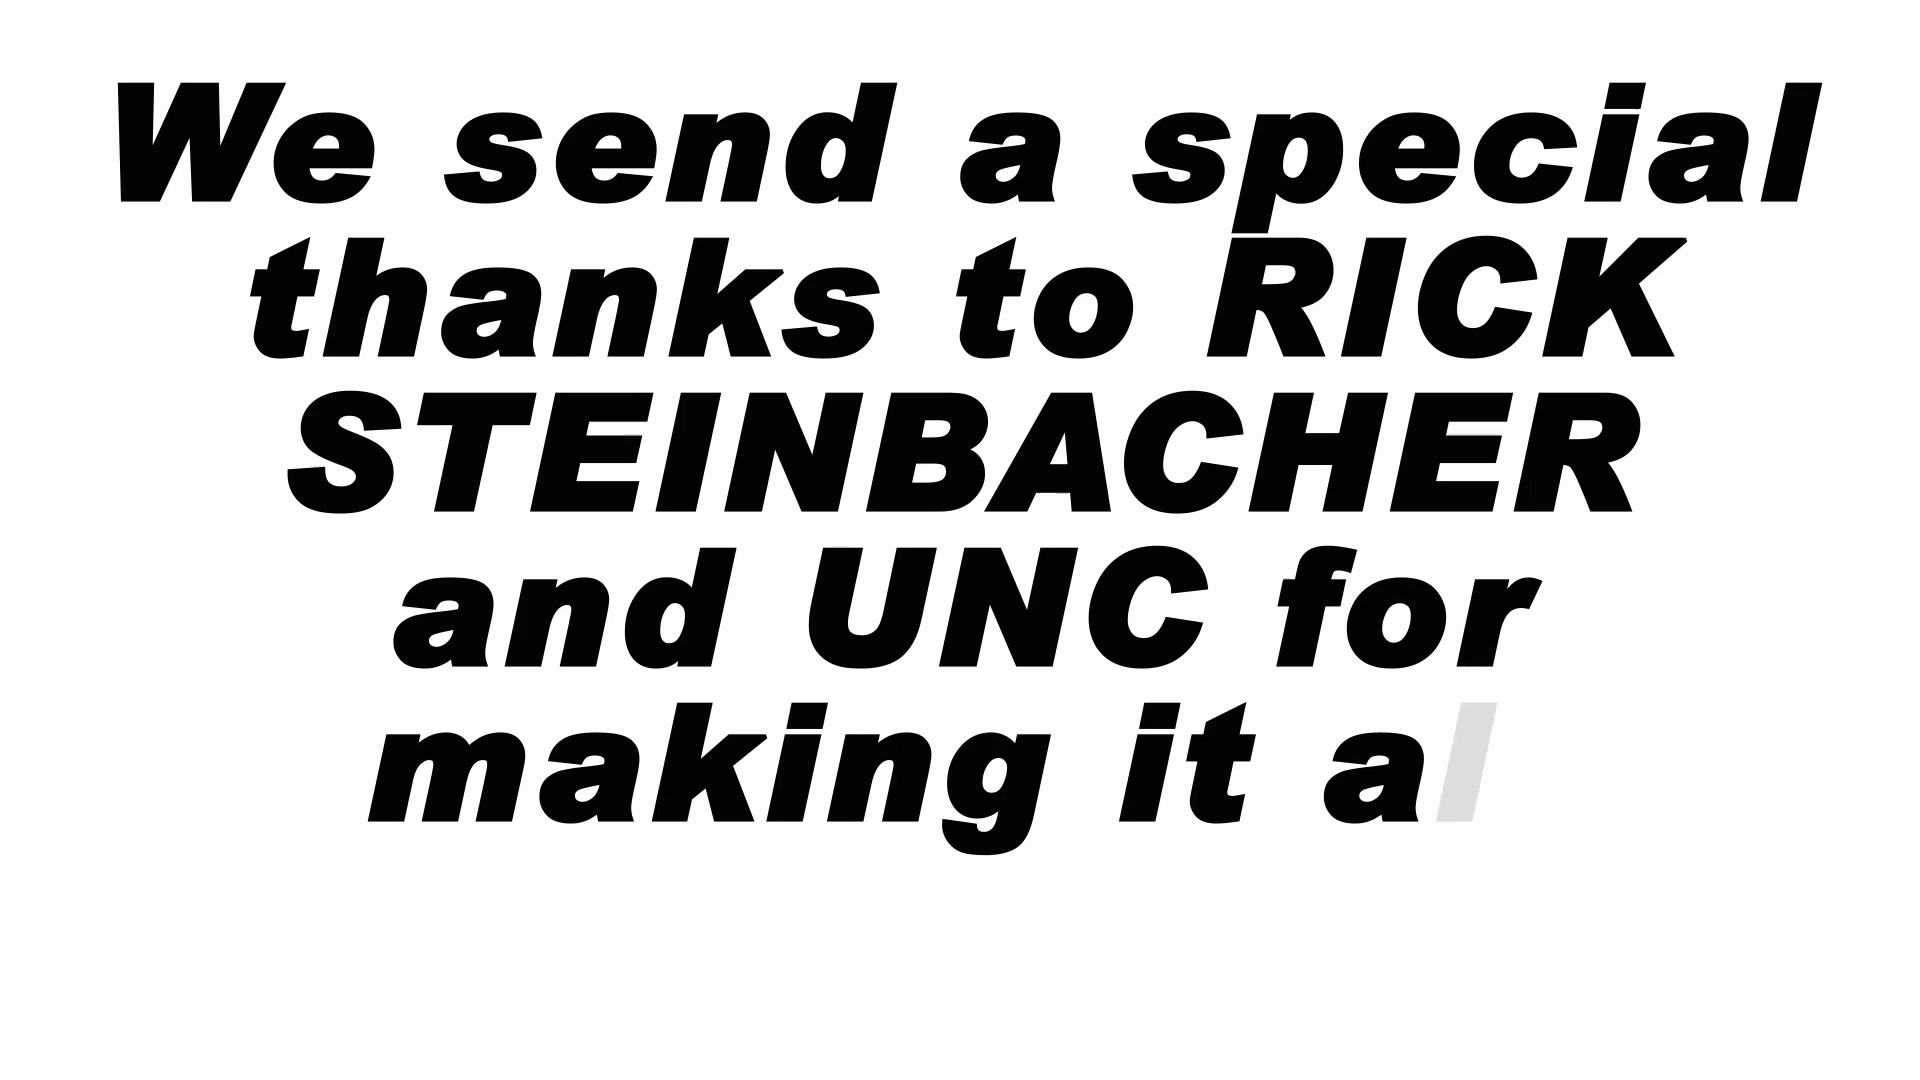 We send a special
thanks to RICK
STEINBACHER
and UNC for
making it al